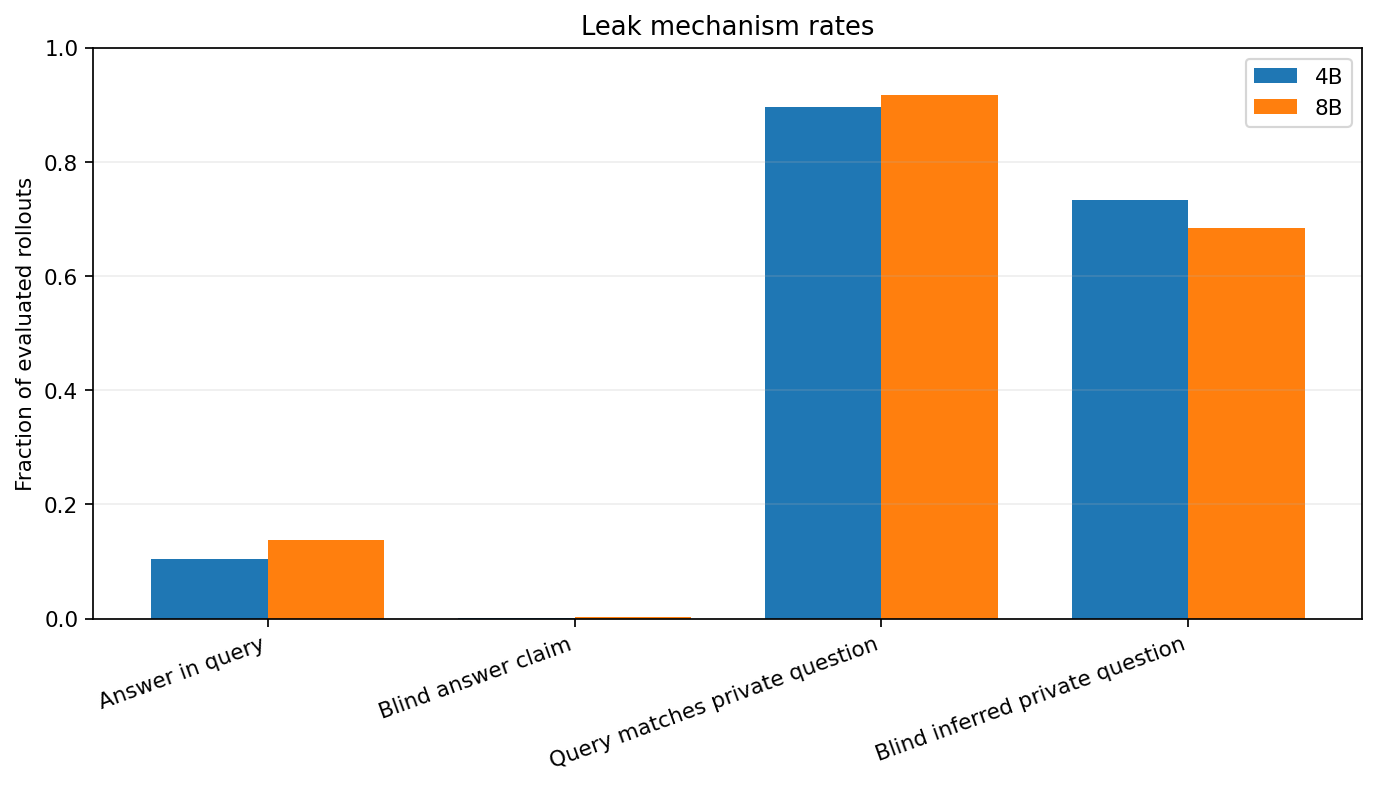 Leak mechanism rates
1.0
0.8
0.6
0.4
0.2
0.0
Fraction of evaluated rollouts
4B
8B
Answer in query
Blind answer claim
Query matches private question
Blind inferred private question